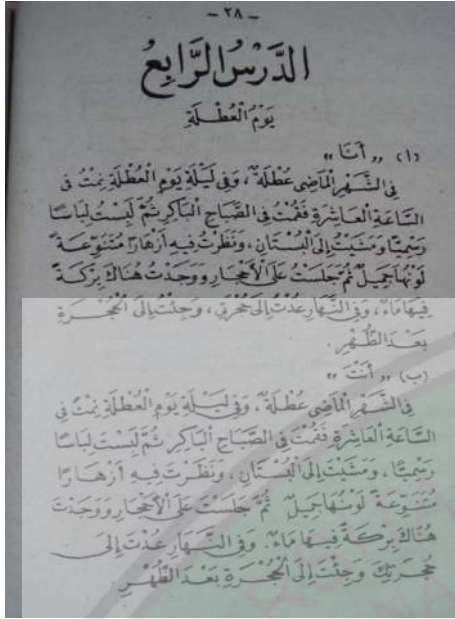 - ٢٨ -
الدَّرْسُ الرَّابِعُ
يَوْمُ الْعُطْلَةِ
(١) „ أَنَا „
فِي الشَّهْرِ الْمَاضِي عُطْلَةٌ، وَفِي لَيْلَةِ يَوْمِ الْعُطْلَةِ نِمْتُ فِي
السَّاعَةِ الْعَاشِرَةِ فَقُمْتُ فِي الصَّبَاحِ الْبَاكِرِ ثُمَّ لَبِسْتُ لِبَاسًا
رَسْمِيًّا وَمَشَيْتُ إِلَى الْبُسْتَانِ، وَنَظَرْتُ فِيهِ أَزْهَارًا مُتَنَوِّعَةً
لَوْنُهَا جَمِيلٌ ثُمَّ جَلَسْتُ عَلَى الْأَحْجَارِ وَوَجَدْتُ هُنَاكَ بِرْكَةً
فِيهَا مَاءٌ، وَفِي النَّهَارِ عُدْتُ إِلَى حُجْرَتِي، وَجِئْتُ إِلَى الْحُجْرَةِ
بَعْدَ الظُّهْرِ.
(ب) „ أَنْتَ „
فِي الشَّهْرِ الْمَاضِي عُطْلَةٌ، وَفِي لَيْلَةِ يَوْمِ الْعُطْلَةِ نِمْتَ فِي
السَّاعَةِ الْعَاشِرَةِ فَقُمْتَ فِي الصَّبَاحِ الْبَاكِرِ ثُمَّ لَبِسْتَ لِبَاسًا
رَسْمِيًّا، وَمَشَيْتَ إِلَى الْبُسْتَانِ، وَنَظَرْتَ فِيهِ أَزْهَارًا
مُتَنَوِّعَةً لَوْنُهَا جَمِيلٌ ثُمَّ جَلَسْتَ عَلَى الْأَحْجَارِ وَوَجَدْتَ
هُنَاكَ بِرْكَةً فِيهَا مَاءٌ. وَفِي النَّهَارِ عُدْتَ إِلَى
حُجْرَتِكَ وَجِئْتَ إِلَى الْحُجْرَةِ بَعْدَ الظُّهْرِ.